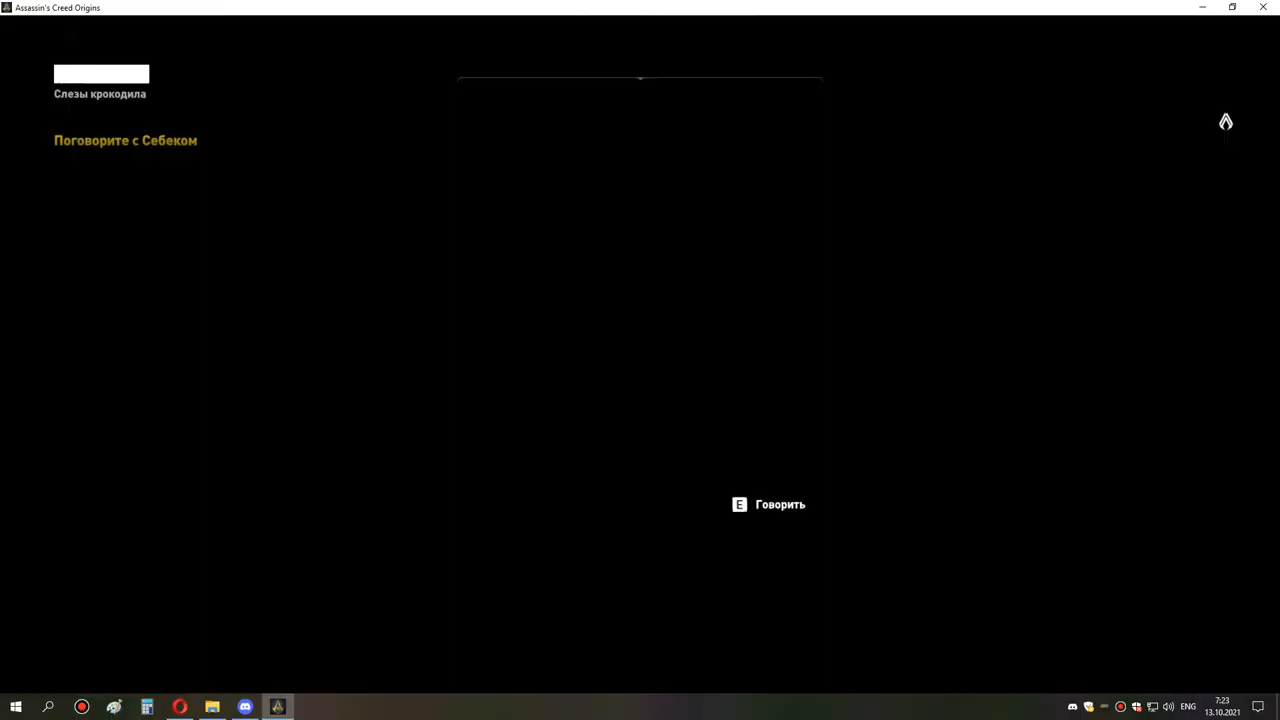 Assassin's Creed Origins
Слезы крокодила
Поговорите с Себеком
E Говорить
ENG
7:23
13.10.2021